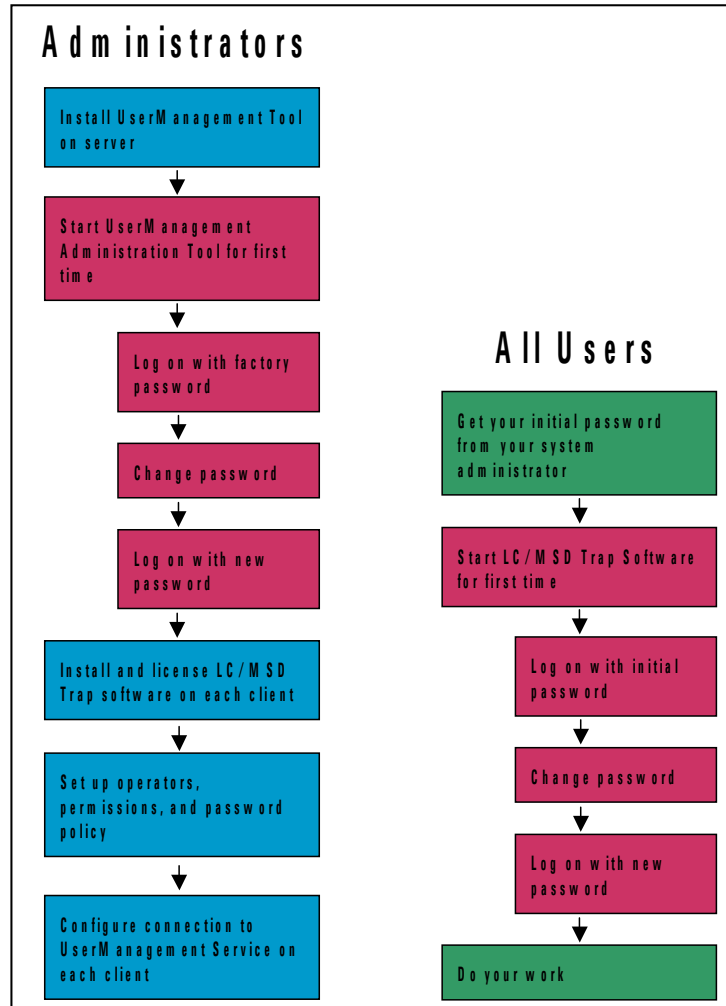 Administrators
Install UserManagement Tool
on server
Start UserManagement
Administration Tool for first
time
Log on with factory
password
Change password
Log on with new
password
Install and license LC/MSD
Trap software on each client
Set up operators,
permissions, and password
policy
Configure connection to
UserManagement Service on
each client
All Users
Get your initial password
from your system
administrator
Start LC/MSD Trap Software
for first time
Log on with initial
password
Change password
Log on with new
password
Do your work